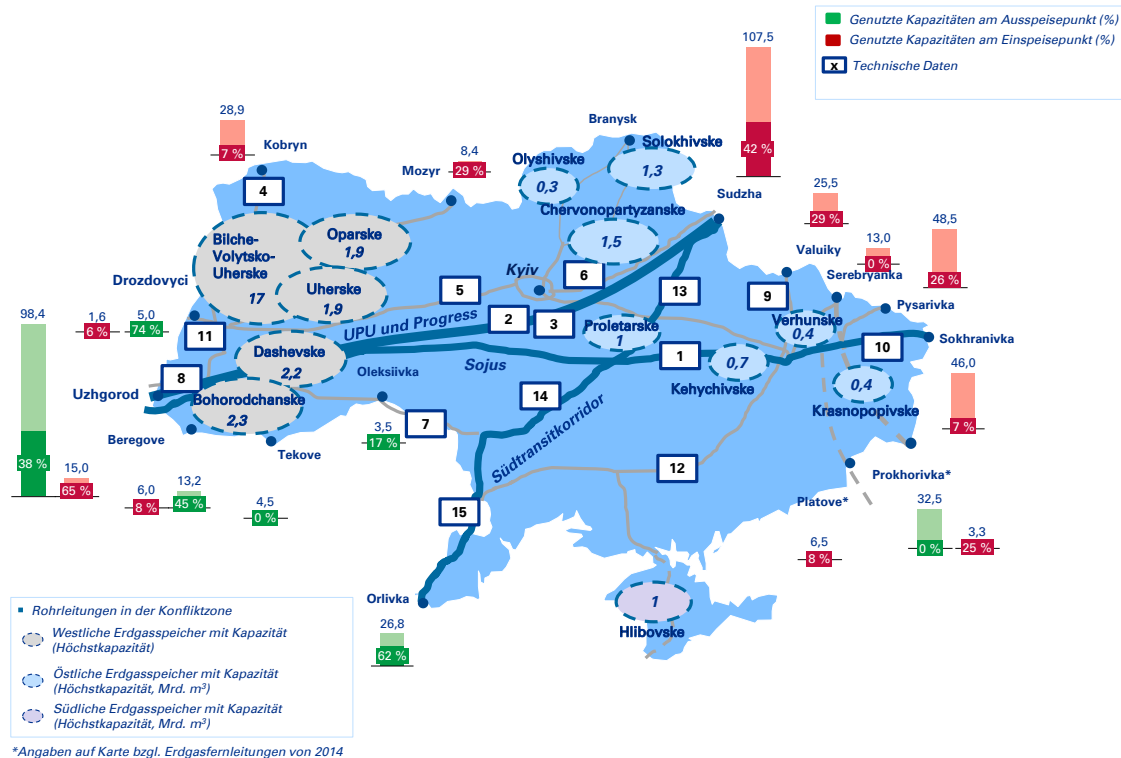 Genutzte Kapazitäten am Ausspeisepunkt (%)
Genutzte Kapazitäten am Einspeisepunkt (%)
x Technische Daten
107,5
42 %
28,9
7 %
Kobryn
4
Mozyr
8,4
29 %
Branysk
Solokhivske
1,3
Olyshivske
0,3
Chervonopartyzanske
1,5
Sudzha
25,5
29 %
Valuiky
13,0
0 %
Serebryanka
48,5
26 %
Pysarivka
Sokhranivka
46,0
7 %
Bilche-
Volytsko-
Uherske
17
Oparske
1,9
Uherske
1,9
Drozdovyci
Kyiv
6
5
13
9
2
3
UPU und Progress
Proletarske
1
Verhunske
0,4
10
98,4
38 %
1,6
6 %
5,0
74 %
11
Dashevske
2,2
Sojus
1
0,7
Kehychivske
0,4
Krasnopopivske
8
Uzhgorod
Bohorodchanske
2,3
Oleksiivka
14
7
Südtransitkorridor
3,5
17 %
Beregove
Tekove
12
Prokhorivka*
Platove*
15,0
65 %
6,0
8 %
13,2
45 %
4,5
0 %
15
32,5
0 %
3,3
25 %
6,5
8 %
Orlivka
26,8
62 %
1
Hlibovske
Rohrleitungen in der Konfliktzone
Westliche Erdgasspeicher mit Kapazität
(Höchstkapazität)
Östliche Erdgasspeicher mit Kapazität
(Höchstkapazität, Mrd. m³)
Südliche Erdgasspeicher mit Kapazität
(Höchstkapazität, Mrd. m³)
*Angaben auf Karte bzgl. Erdgasfernleitungen von 2014